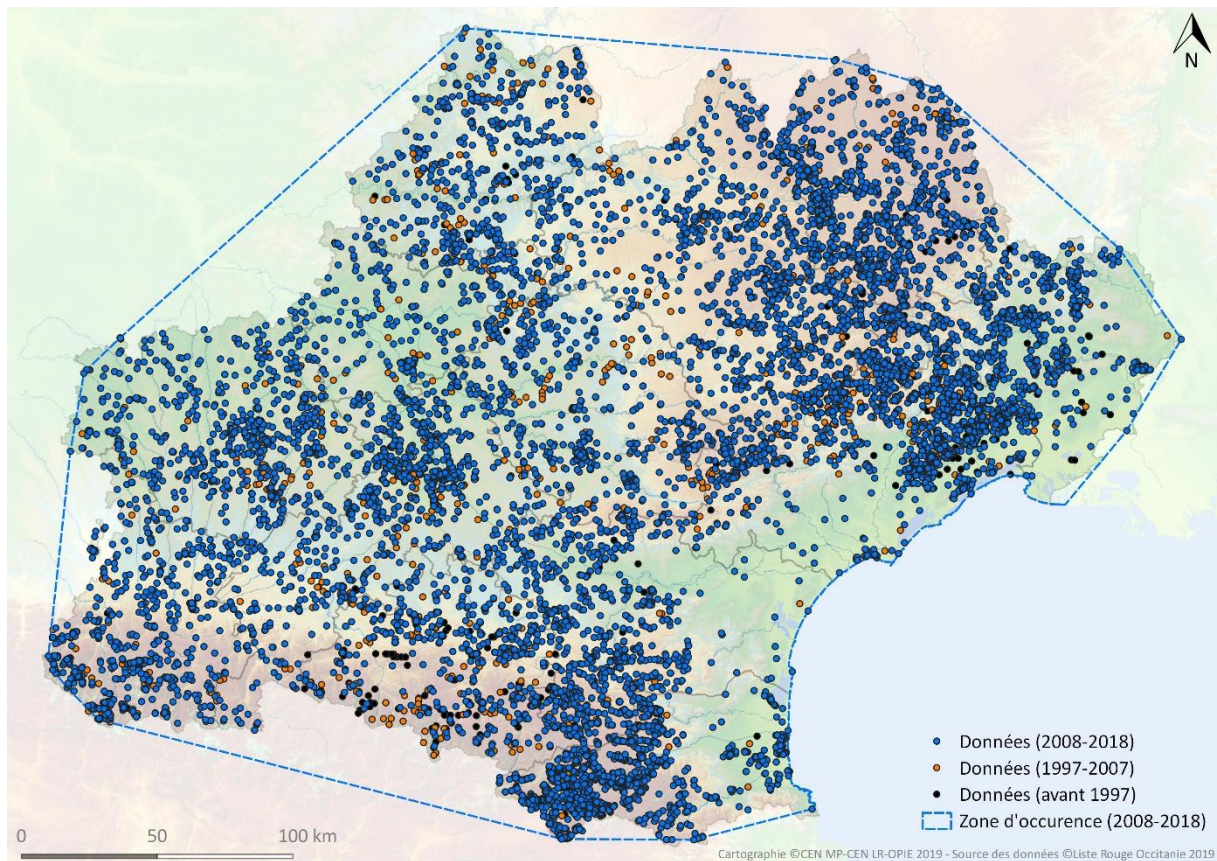 N
Données (2008-2018)
Données (1997-2007)
Données (avant 1997)
Zone d'occurence (2008-2018)
0 50 100 km
Cartographie ©CEN MP-CEN LR-OPIE 2019 - Source des données ©Liste Rouge Occitanie 2019